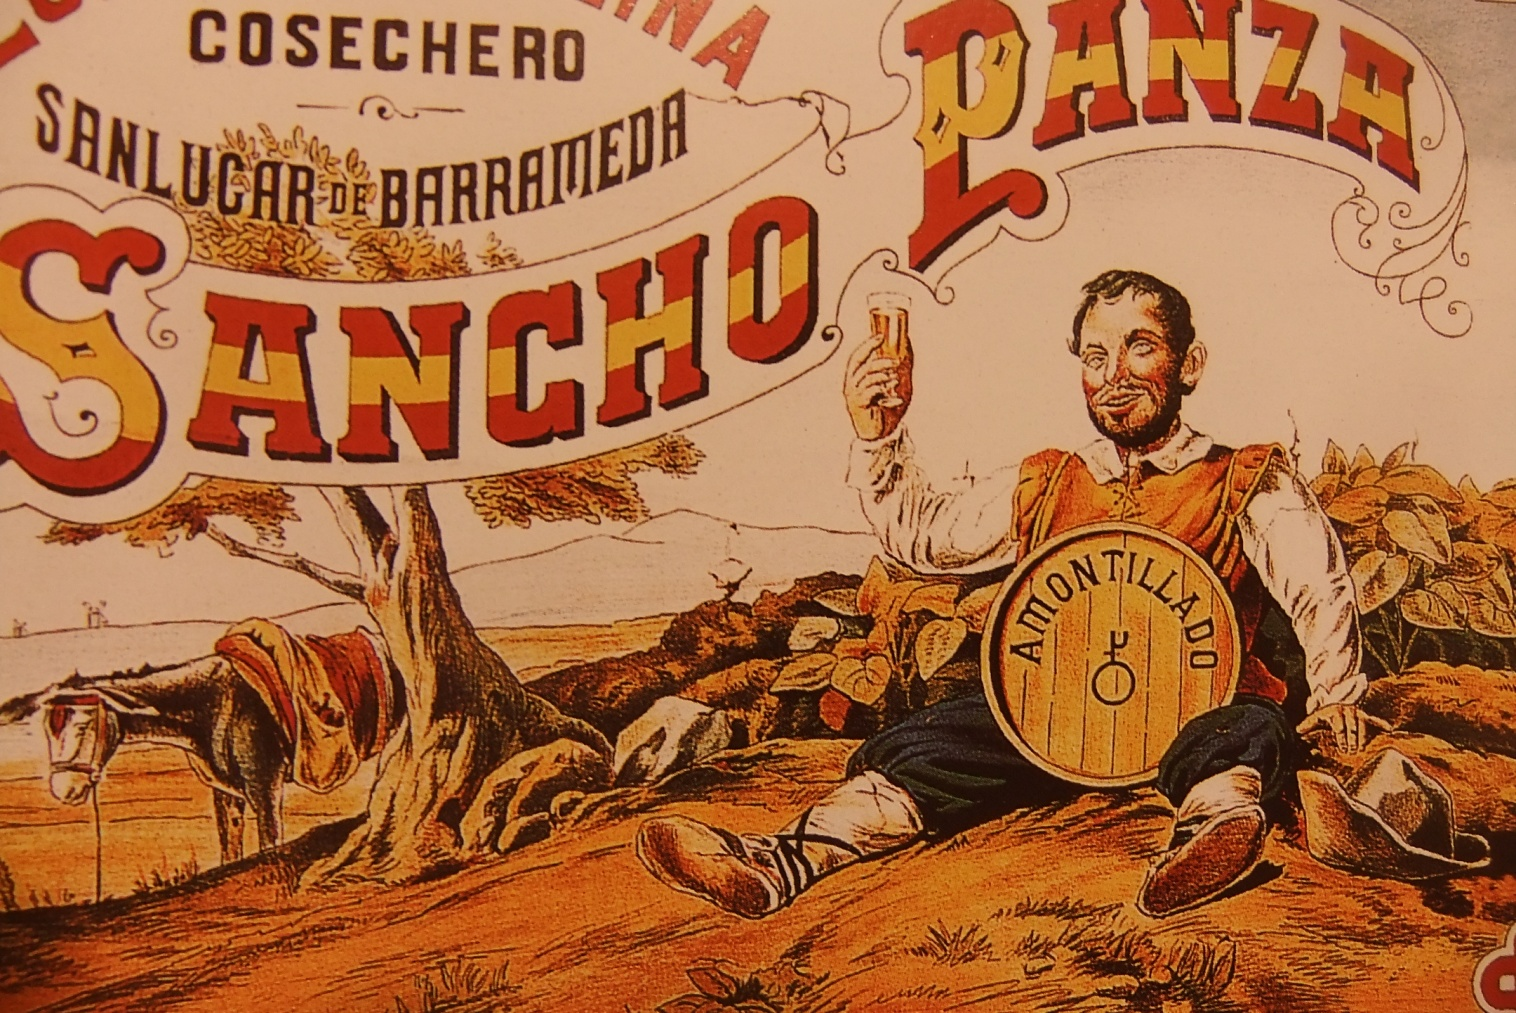 COSECHERO
SANLUCAR DE BARRAMEDA
SANCHO PANZA
AMONTILLADO